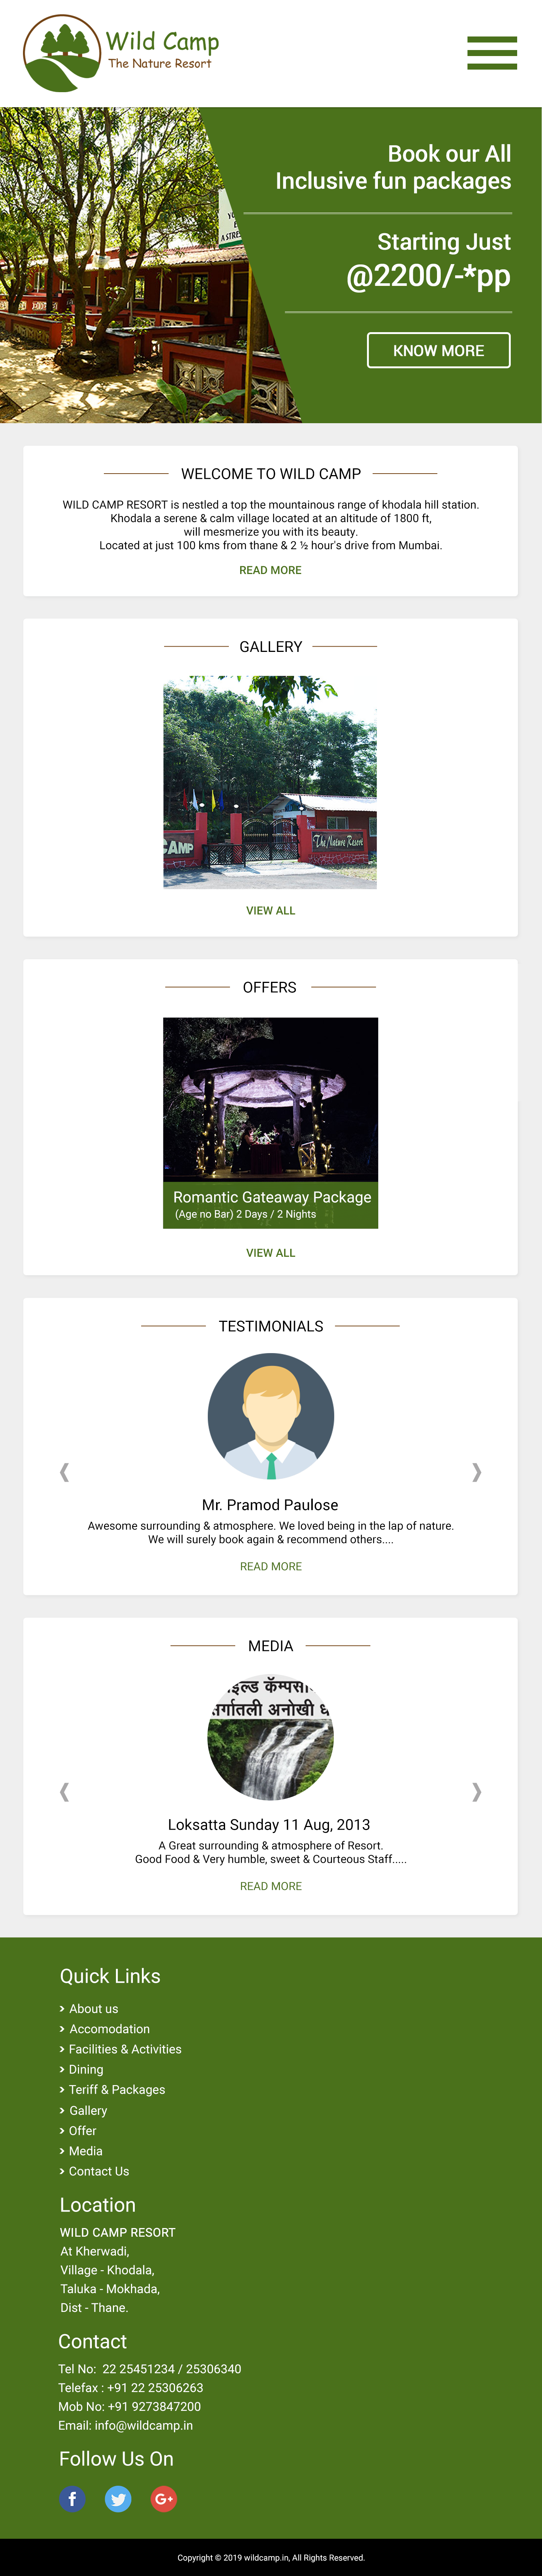 Wild Camp
The Nature Resort
Book our All
Inclusive fun packages
Starting Just
@2200/-*pp
KNOW MORE
WELCOME TO WILD CAMP
WILD CAMP RESORT is nestled a top the mountainous range of khodala hill station.
Khodala a serene & calm village located at an altitude of 1800 ft,
will mesmerize you with its beauty.
Located at just 100 kms from thane & 2 ½ hour's drive from Mumbai.
READ MORE
GALLERY
CAMP
The Nature Resort
VIEW ALL
OFFERS
Romantic Gateaway Package
(Age no Bar) 2 Days / 2 Nights
VIEW ALL
TESTIMONIALS
Mr. Pramod Paulose
Awesome surrounding & atmosphere. We loved being in the lap of nature.
We will surely book again & recommend others....
READ MORE
MEDIA
अनोखी
Loksatta Sunday 11 Aug, 2013
A Great surrounding & atmosphere of Resort.
Good Food & Very humble, sweet & Courteous Staff.....
READ MORE
Quick Links
> About us
> Accomodation
> Facilities & Activities
> Dining
> Teriff & Packages
> Gallery
> Offer
> Media
> Contact Us
Location
WILD CAMP RESORT
At Kherwadi,
Village - Khodala,
Taluka - Mokhada,
Dist - Thane.
Contact
Tel No: 22 25451234 / 25306340
Telefax : +91 22 25306263
Mob No: +91 9273847200
Email: info@wildcamp.in
Follow Us On
f
G+
Copyright © 2019 wildcamp.in, All Rights Reserved.